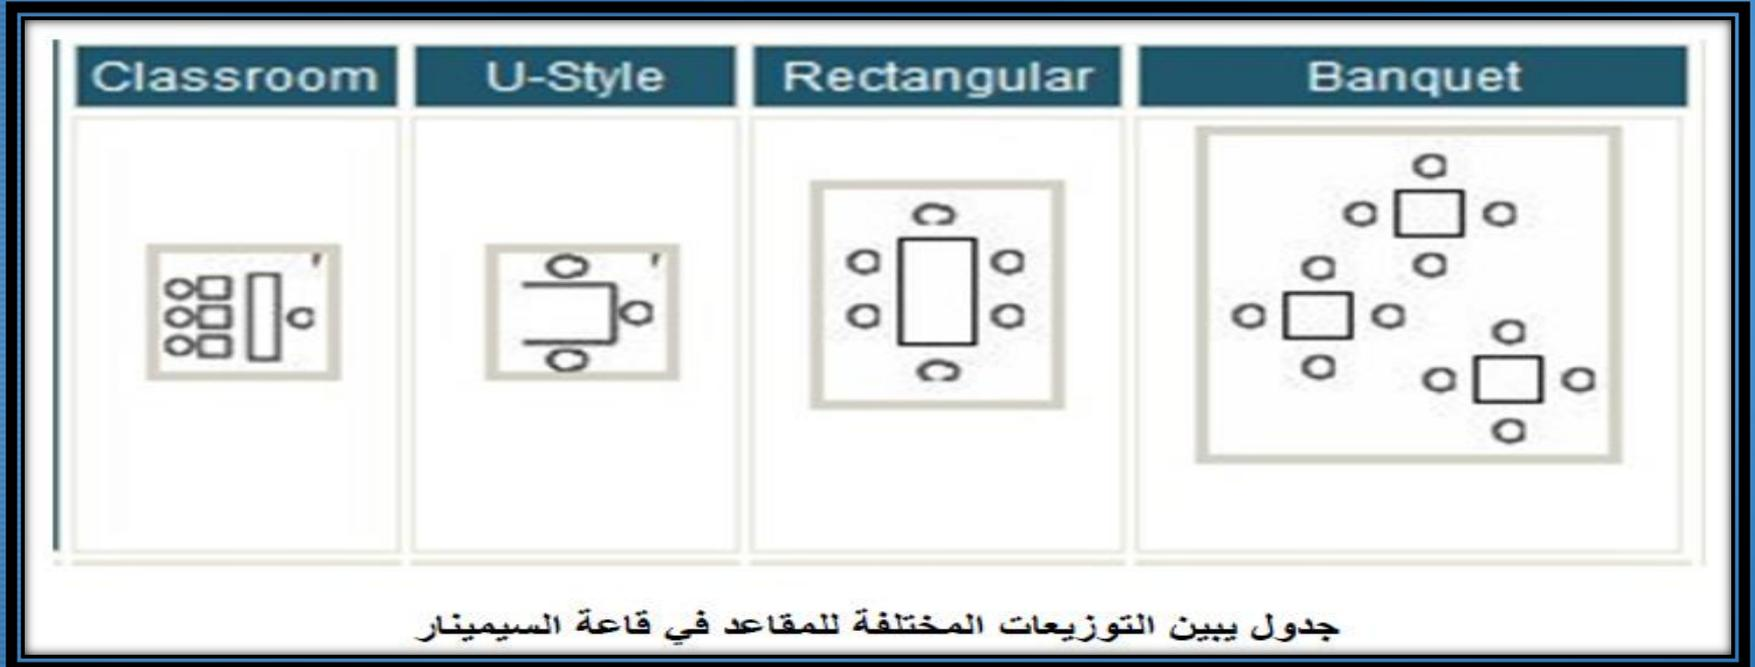 Classroom U-Style Rectangular Banquet
جدول يبين التوزيعات المختلفة للمقاعد في قاعة السيمينار